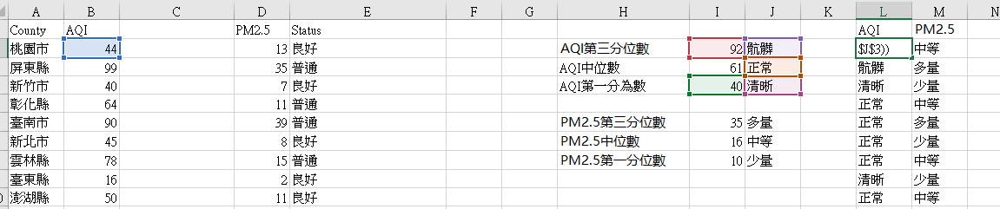 A B C D E F G H I J K L M N
County AQI PM2.5 Status AQI PM2.5
桃園市 44 13 良好 AQI第三分位數 92 骯髒 $J$3)) 中等
屏東縣 99 35 普通 AQI中位數 61 正常 骯髒 多量
新竹市 40 7 良好 AQI第一分為數 40 清晰 清晰 少量
彰化縣 64 11 普通 正常 中等
臺南市 90 39 普通 PM2.5第三分位數 35 多量 正常 多量
新北市 45 8 良好 PM2.5中位數 16 中等 正常 少量
雲林縣 78 15 普通 PM2.5第一分位數 10 少量 正常 中等
臺東縣 16 2 良好 清晰 少量
澎湖縣 50 11 良好 正常 中等